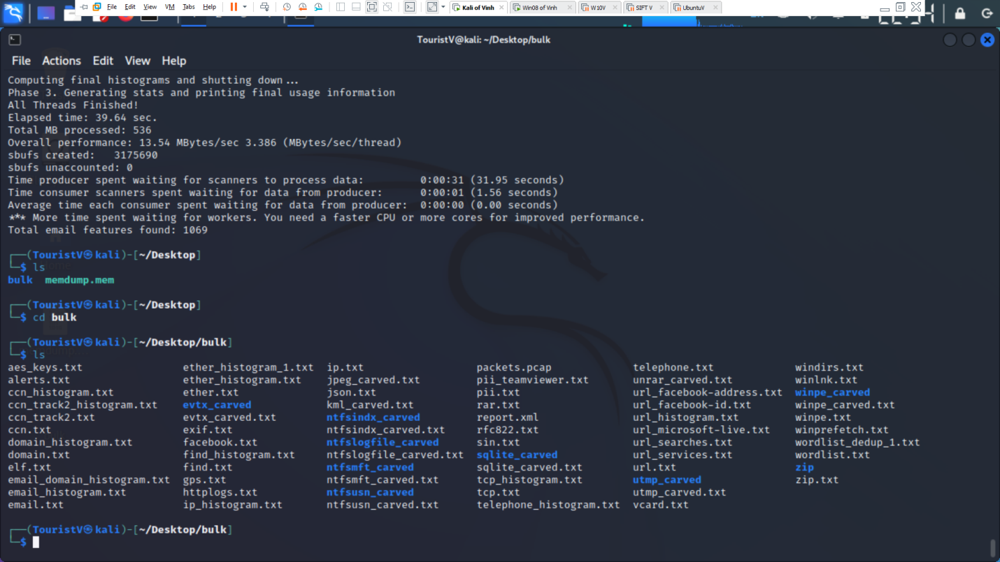 File Edit View VM Tabs Help Kali of Vinh Win08 of Vinh W10V SIFT V UbuntuV
TouristV@kali: ~/Desktop/bulk
File Actions Edit View Help
Computing final histograms and shutting down...
Phase 3. Generating stats and printing final usage information
All Threads Finished!
Elapsed time: 39.64 sec.
Total MB processed: 536
Overall performance: 13.54 MBytes/sec 3.386 (MBytes/sec/thread)
sbufs created:   3175690
sbufs unaccounted: 0
Time producer spent waiting for scanners to process data:         0:00:31 (31.95 seconds)
Time consumer scanners spent waiting for data from producer:      0:00:01 (1.56 seconds)
Average time each consumer spent waiting for data from producer:  0:00:00 (0.00 seconds)
*** More time spent waiting for workers. You need a faster CPU or more cores for improved performance.
Total email features found: 1069
┌──(TouristV㉿kali)-[~/Desktop]
└─$ ls
bulk  memdump.mem
┌──(TouristV㉿kali)-[~/Desktop]
└─$ cd bulk
┌──(TouristV㉿kali)-[~/Desktop/bulk]
└─$ ls
aes_keys.txt ether_histogram_1.txt ip.txt packets.pcap telephone.txt windirs.txt
alerts.txt ether_histogram.txt jpeg_carved.txt pii_teamviewer.txt unrar_carved.txt winlnk.txt
ccn_histogram.txt ether.txt json.txt pii.txt url_facebook-address.txt winpe_carved
ccn_track2_histogram.txt evtx_carved kml_carved.txt rar.txt url_facebook-id.txt winpe_carved.txt
ccn_track2.txt evtx_carved.txt ntfsindx_carved report.xml url_histogram.txt winpe.txt
ccn.txt exif.txt ntfsindx_carved.txt rfc822.txt url_microsoft-live.txt winprefetch.txt
domain_histogram.txt facebook.txt ntfslogfile_carved sin.txt url_searches.txt wordlist_dedup_1.txt
domain.txt find_histogram.txt ntfslogfile_carved.txt sqlite_carved url_services.txt wordlist.txt
elf.txt find.txt ntfsmft_carved sqlite_carved.txt url.txt zip
email_domain_histogram.txt gps.txt ntfsmft_carved.txt tcp_histogram.txt utmp_carved zip.txt
email_histogram.txt httplogs.txt ntfsusn_carved tcp.txt utmp_carved.txt
email.txt ip_histogram.txt ntfsusn_carved.txt telephone_histogram.txt vcard.txt
┌──(TouristV㉿kali)-[~/Desktop/bulk]
└─$